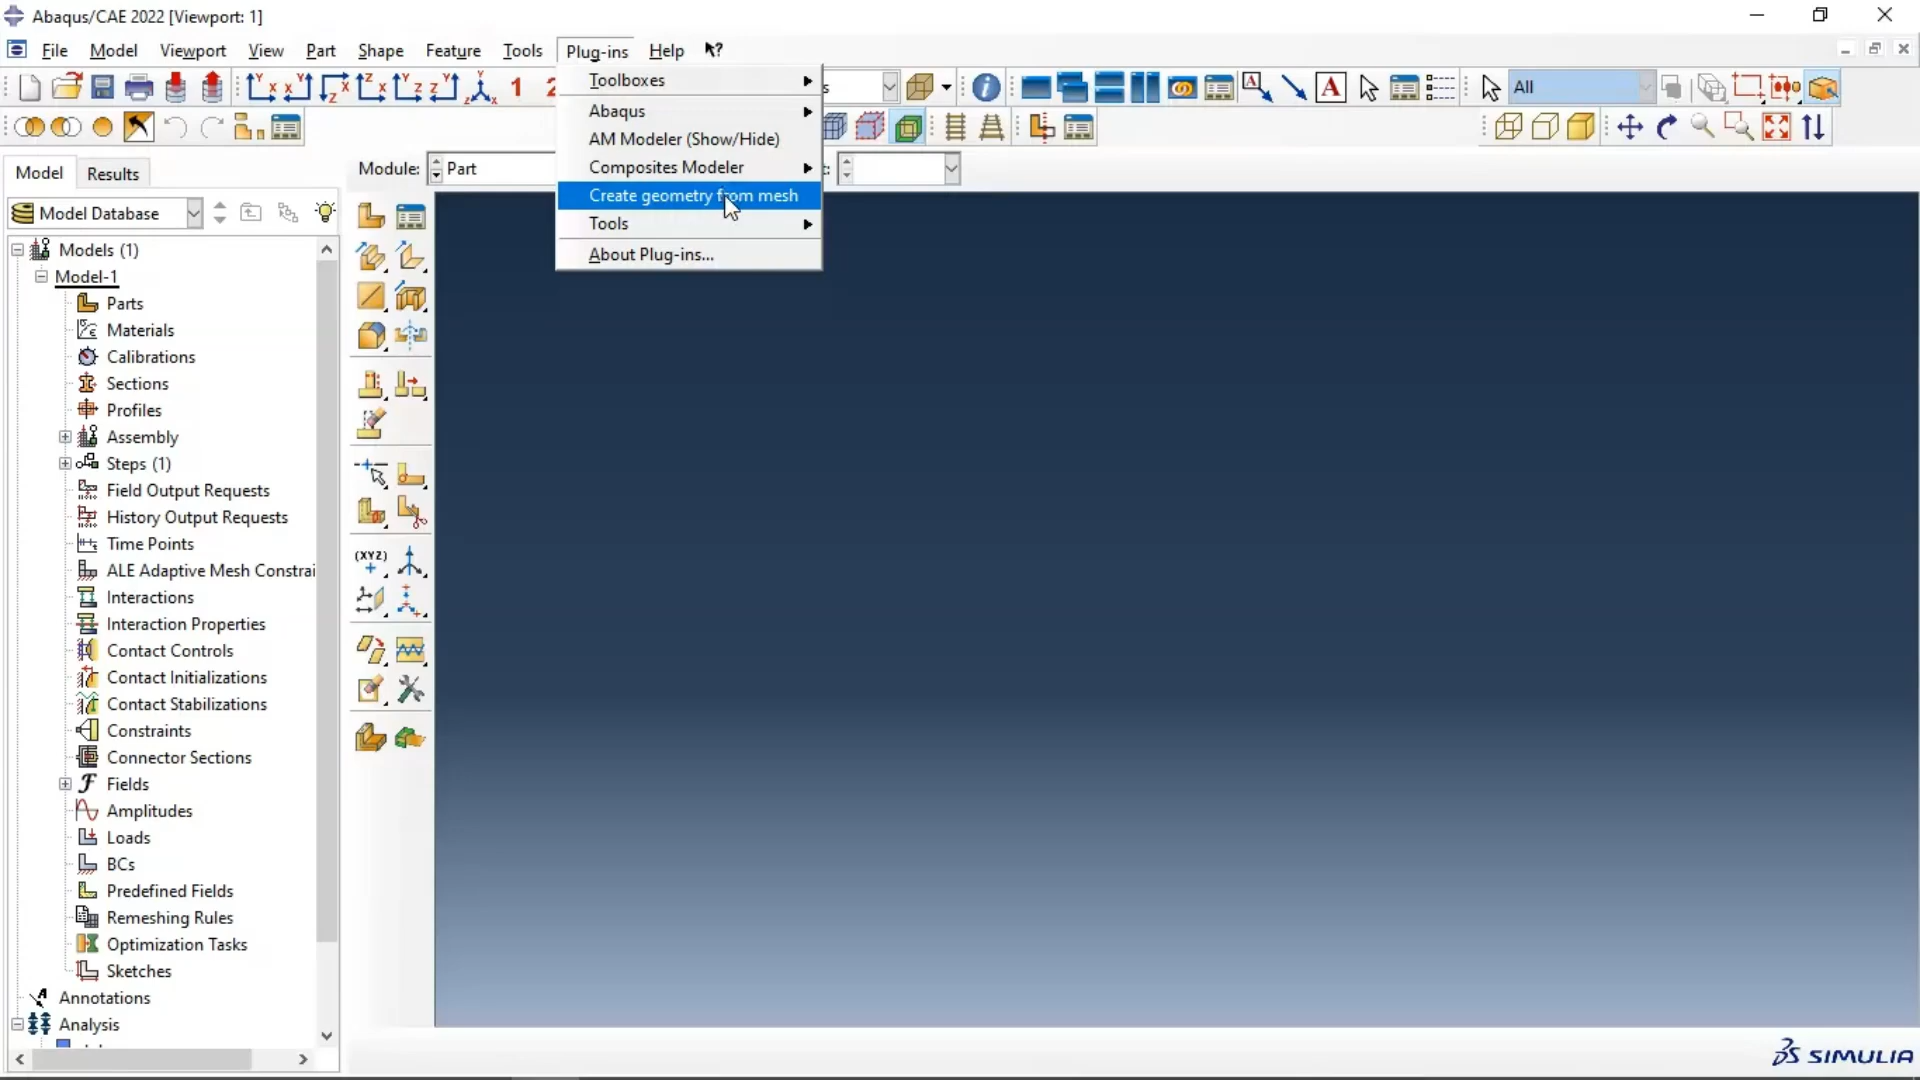 Abaqus/CAE 2022 [Viewport: 1]
File Model Viewport View Part Shape Feature Tools Plug-ins Help
Toolboxes
Abaqus
AM Modeler (Show/Hide)
Composites Modeler
Create geometry from mesh
Tools
About Plug-ins...
1
All
A
Model Results
Module: Part
Model Database
Models (1)
Model-1
Parts
Materials
Calibrations
Sections
Profiles
Assembly
Steps (1)
Field Output Requests
History Output Requests
Time Points
ALE Adaptive Mesh Constrai
Interactions
Interaction Properties
Contact Controls
Contact Initializations
Contact Stabilizations
Constraints
Connector Sections
Fields
Amplitudes
Loads
BCs
Predefined Fields
Remeshing Rules
Optimization Tasks
Sketches
Annotations
Analysis
(XYZ)
SIMULIA